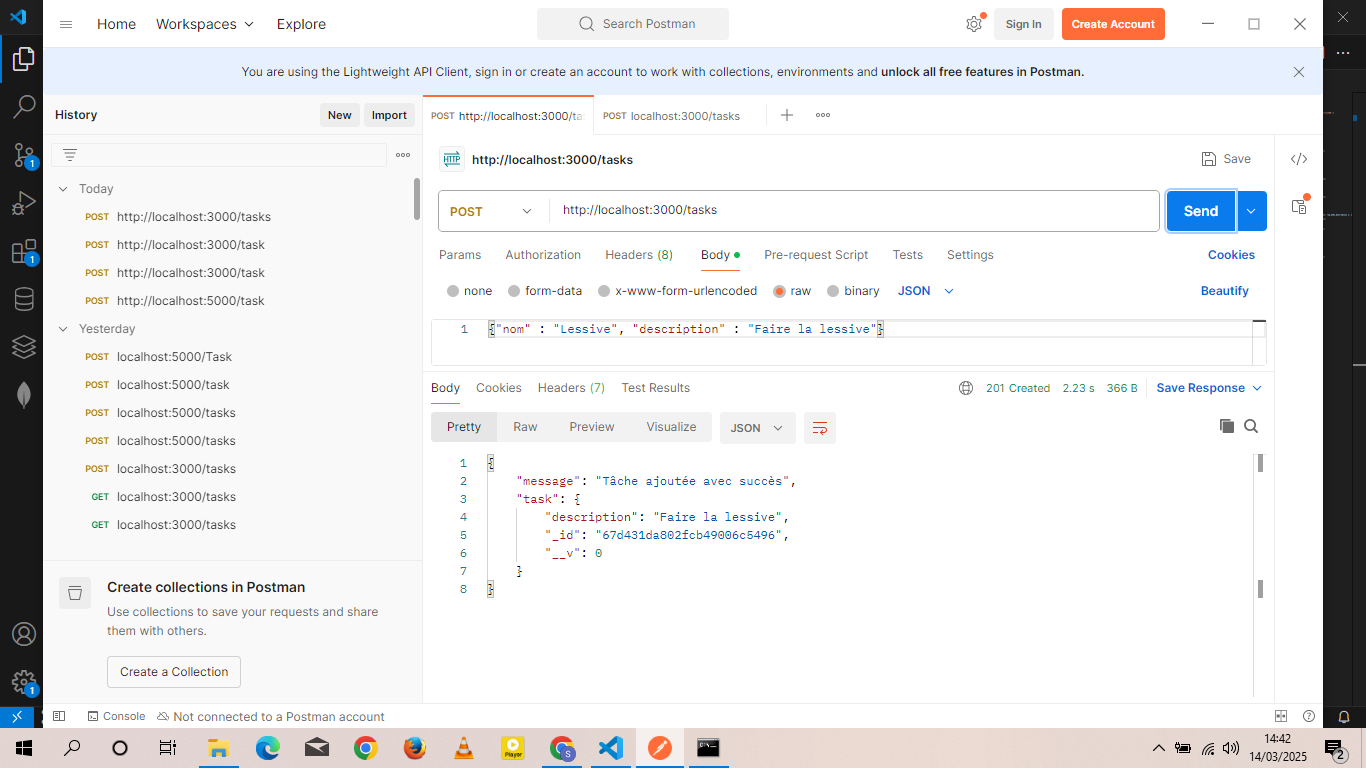 Home Workspaces Explore Search Postman Sign In Create Account
You are using the Lightweight API Client, sign in or create an account to work with collections, environments and unlock all free features in Postman.
History New Import
POST http://localhost:3000/ta POST localhost:3000/tasks
HTTP http://localhost:3000/tasks Save
Today
POST http://localhost:3000/tasks
POST http://localhost:3000/task
POST http://localhost:3000/task
POST http://localhost:5000/task
Yesterday
POST localhost:5000/Task
POST localhost:5000/task
POST localhost:5000/tasks
POST localhost:5000/tasks
POST localhost:3000/tasks
GET localhost:3000/tasks
GET localhost:3000/tasks
Create collections in Postman
Use collections to save your requests and share
them with others.
Create a Collection
POST http://localhost:3000/tasks Send
Params Authorization Headers (8) Body Pre-request Script Tests Settings Cookies
none form-data x-www-form-urlencoded raw binary JSON Beautify
1 {"nom" : "Lessive", "description" : "Faire la lessive"}
Body Cookies Headers (7) Test Results 201 Created 2.23 s 366 B Save Response
Pretty Raw Preview Visualize JSON
1 {
2 "message": "Tâche ajoutée avec succès",
3 "task": {
4 "description": "Faire la lessive",
5 "_id": "67d431da802fcb49006c5496",
6 "__v": 0
7 }
8 }
1
1
1
Console Not connected to a Postman account
Player
S
14:42
14/03/2025
2